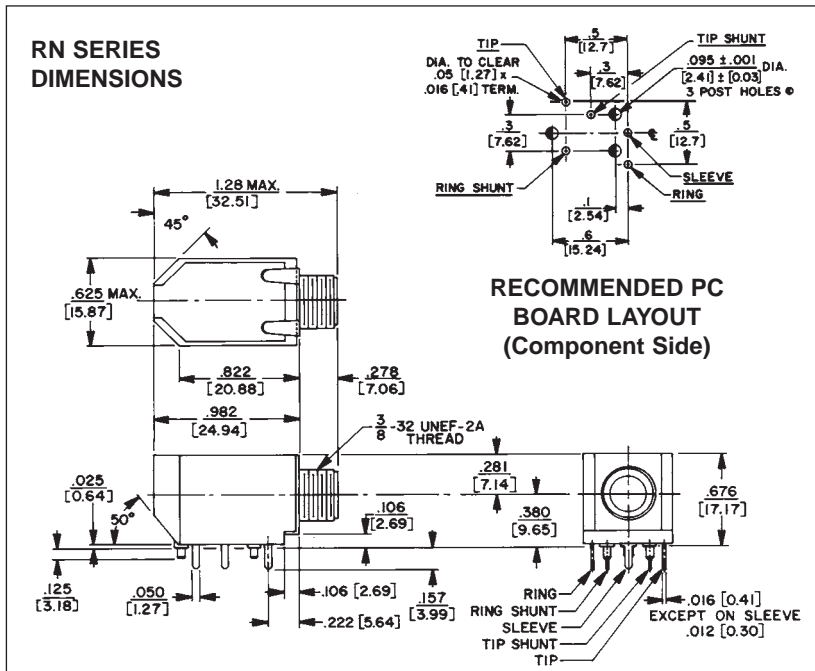 RN SERIES
DIMENSIONS
TIP
.5
[12.7]
TIP SHUNT
DIA. TO CLEAR
.05 [1.27] x
.016 [.41] TERM.
.3
[7.62]
.095 ±.001 DIA.
[2.41] ± [0.03]
3 POST HOLES
.3
[7.62]
.5
[12.7]
SLEEVE
RING SHUNT
RING
.1
[2.54]
.6
[15.24]
1.28 MAX.
[32.51]
45°
.625 MAX.
[15.87]
RECOMMENDED PC
BOARD LAYOUT
(Component Side)
.822
[20.88]
.278
[7.06]
.982
[24.94]
3/8-32 UNEF-2A
THREAD
.281
[7.14]
.025
[0.64]
.676
[17.17]
50°
.106
[2.69]
.380
[9.65]
.125
[3.18]
.050
[1.27]
.106 [2.69]
.157
[3.99]
.222 [5.64]
RING
RING SHUNT
SLEEVE
TIP SHUNT
TIP
.016 [0.41]
EXCEPT ON SLEEVE
.012 [0.30]